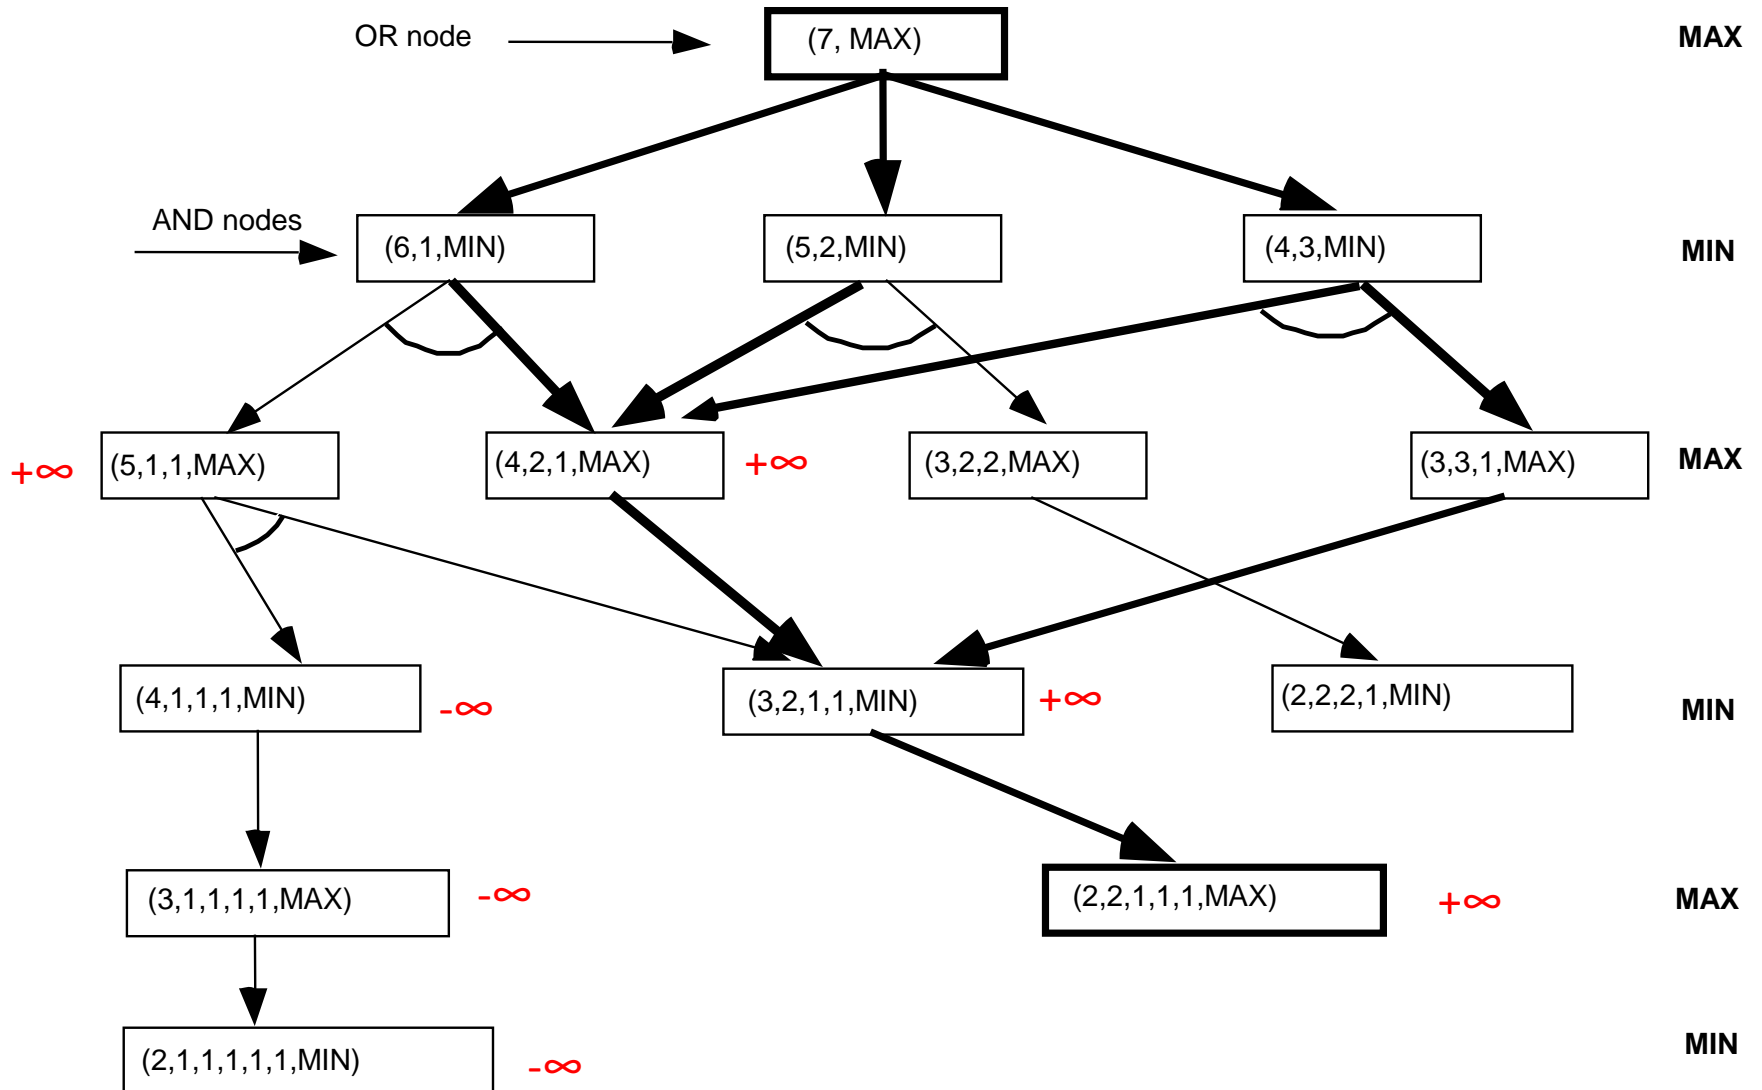 OR node
(7, MAX)
MAX
AND nodes
(6,1,MIN)
(5,2,MIN)
(4,3,MIN)
MIN
+∞
(5,1,1,MAX)
(4,2,1,MAX)
+∞
(3,2,2,MAX)
(3,3,1,MAX)
MAX
(4,1,1,1,MIN)
-∞
(3,2,1,1,MIN)
+∞
(2,2,2,1,MIN)
MIN
(3,1,1,1,1,MAX)
-∞
(2,2,1,1,1,MAX)
+∞
MAX
(2,1,1,1,1,1,MIN)
-∞
MIN